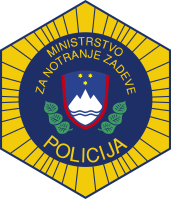 MINISTRSTVO
ZA NOTRANJE ZADEVE
POLICIJA